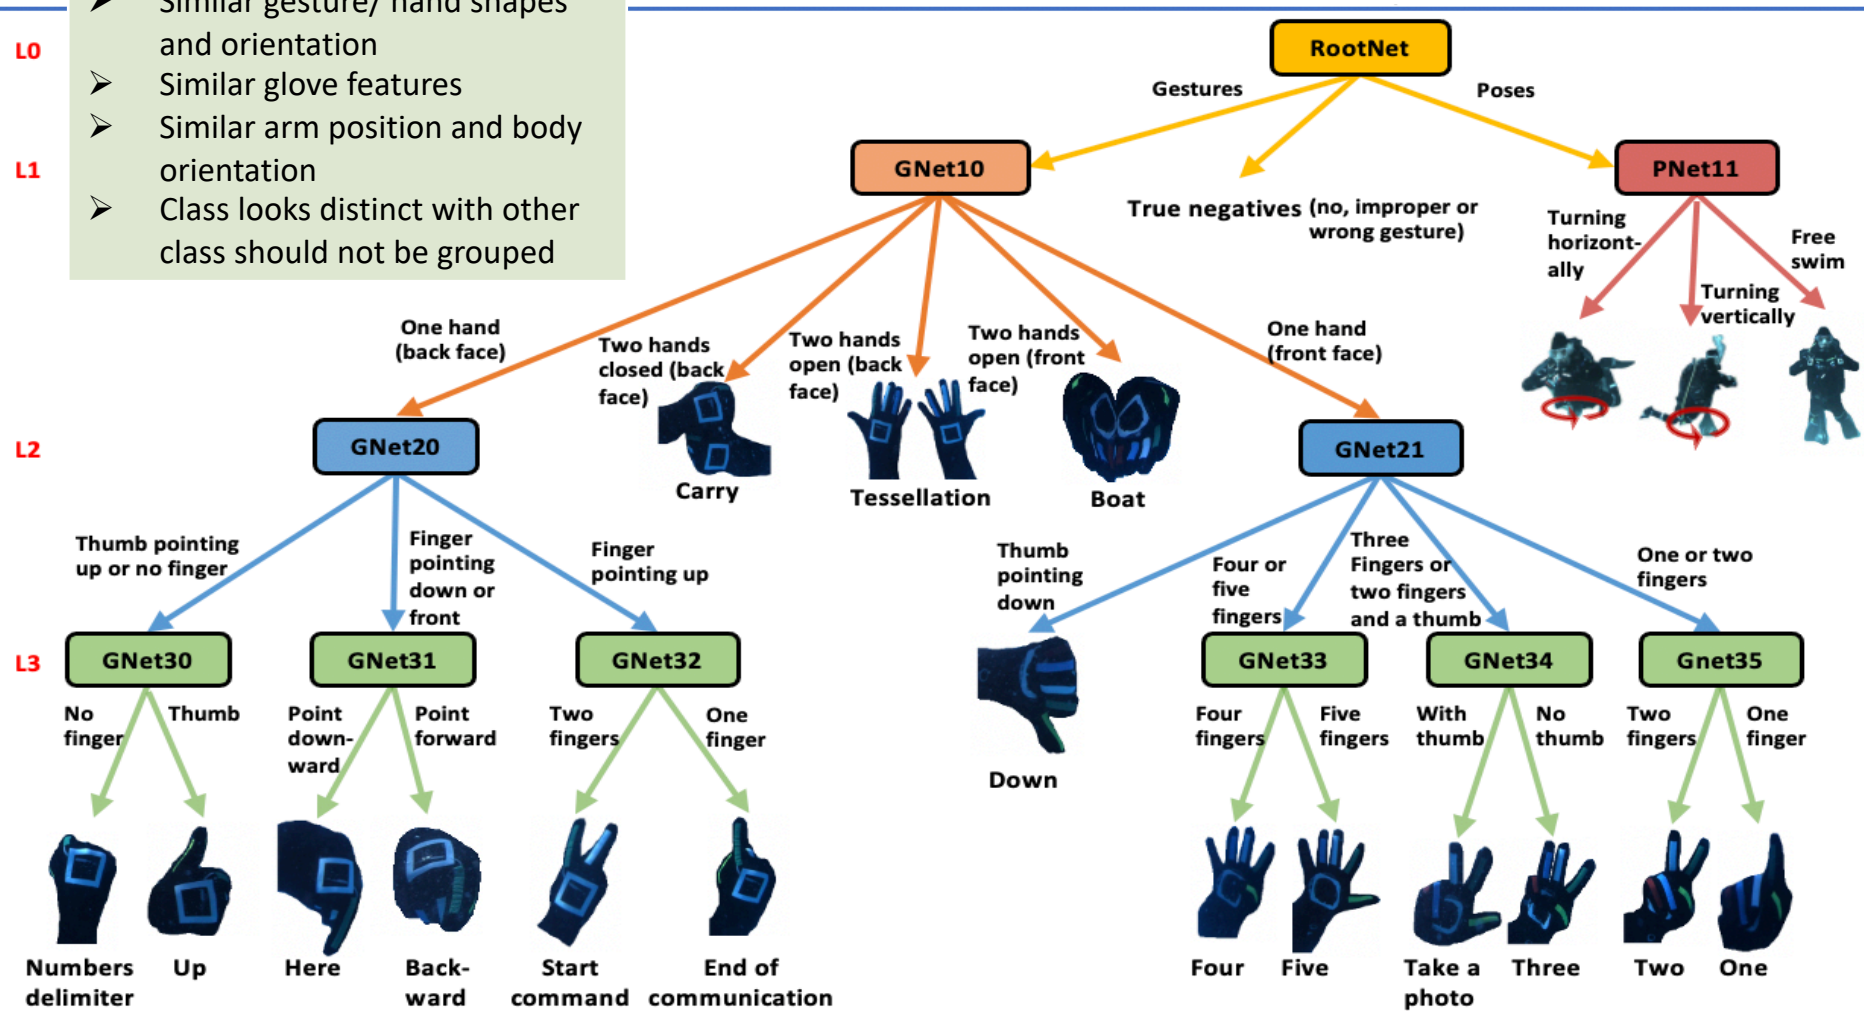 ➢ Similar gesture/ hand shapes
and orientation
➢ Similar glove features
➢ Similar arm position and body
orientation
➢ Class looks distinct with other
class should not be grouped
L0
RootNet
Gestures
Poses
L1
GNet10
PNet11
True negatives (no, improper or
wrong gesture)
Turning
horizont-
ally
Free
swim
Turning
vertically
One hand
(back face)
Two hands
closed (back
face)
Two hands
open (back
face)
Two hands
open (front
face)
One hand
(front face)
L2
GNet20
Carry
Tessellation
Boat
GNet21
Thumb pointing
up or no finger
Finger
pointing
down or
front
Finger
pointing up
Thumb
pointing
down
Four or
five
fingers
Three
Fingers or
two fingers
and a thumb
One or two
fingers
L3
GNet30
GNet31
GNet32
GNet33
GNet34
Gnet35
No
finger
Thumb
Point
down-
ward
Point
forward
Two
fingers
One
finger
Down
Four
fingers
Five
fingers
With
thumb
No
thumb
Two
fingers
One
finger
Numbers
delimiter
Up
Here
Back-
ward
Start
command
End of
communication
Four
Five
Take a
photo
Three
Two
One